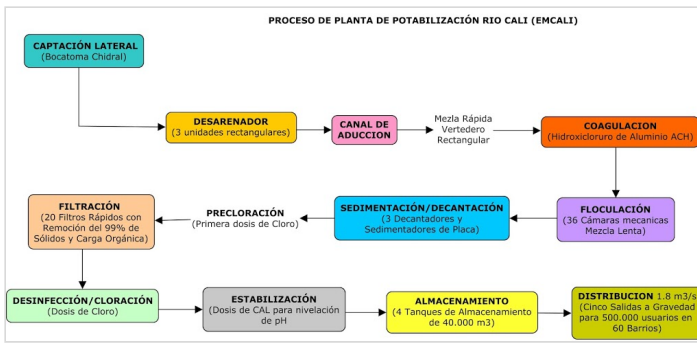 PROCESO DE PLANTA DE POTABILIZACIÓN RIO CALI (EMCALI)
CAPTACIÓN LATERAL
(Bocatoma Chidral)
DESARENADOR
(3 unidades rectangulares)
CANAL DE
ADUCCION
Mezla Rápida
Vertedero
Rectangular
COAGULACION
(Hidroxicloruro de Aluminio ACH)
FLOCULACIÓN
(36 Cámaras mecanicas
Mezcla Lenta)
SEDIMENTACIÓN/DECANTACIÓN
(3 Decantadores y
Sedimentadores de Placa)
PRECLORACIÓN
(Primera dosis de Cloro)
FILTRACIÓN
(20 Filtros Rápidos con
Remoción del 99% de
Sólidos y Carga Orgánica)
DESINFECCIÓN/CLORACIÓN
(Dosis de Cloro)
ESTABILIZACIÓN
(Dosis de CAL para nivelación
de pH)
ALMACENAMIENTO
(4 Tanques de Almacenamiento
de 40.000 m3)
DISTRIBUCION 1.8 m3/s
(Cinco Salidas a Gravedad
para 500.000 usuarios en
60 Barrios)